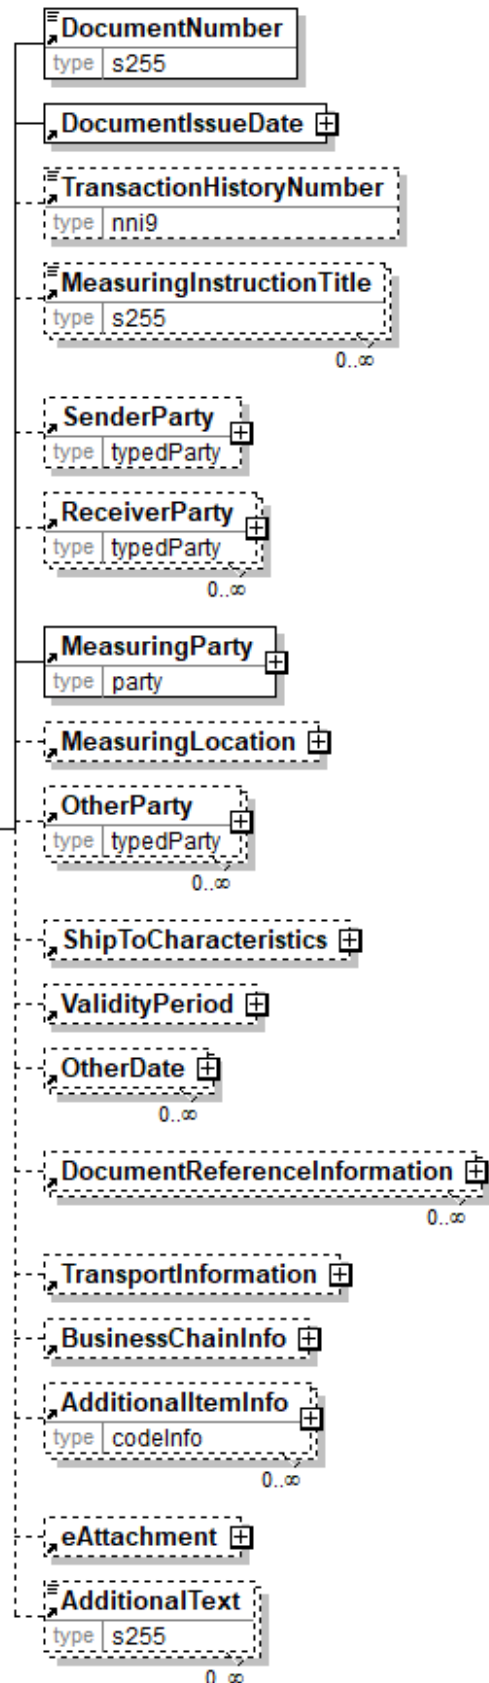 DocumentNumber
type s255
DocumentIssueDate
TransactionHistoryNumber
type nni9
MeasuringInstructionTitle
type s255
0..∞
SenderParty
type typedParty
ReceiverParty
type typedParty
0..∞
MeasuringParty
type party
MeasuringLocation
OtherParty
type typedParty
0..∞
ShipToCharacteristics
ValidityPeriod
OtherDate
0..∞
DocumentReferenceInformation
0..∞
TransportInformation
BusinessChainInfo
AdditionalItemInfo
type codeInfo
0..∞
eAttachment
AdditionalText
type s255
0..∞